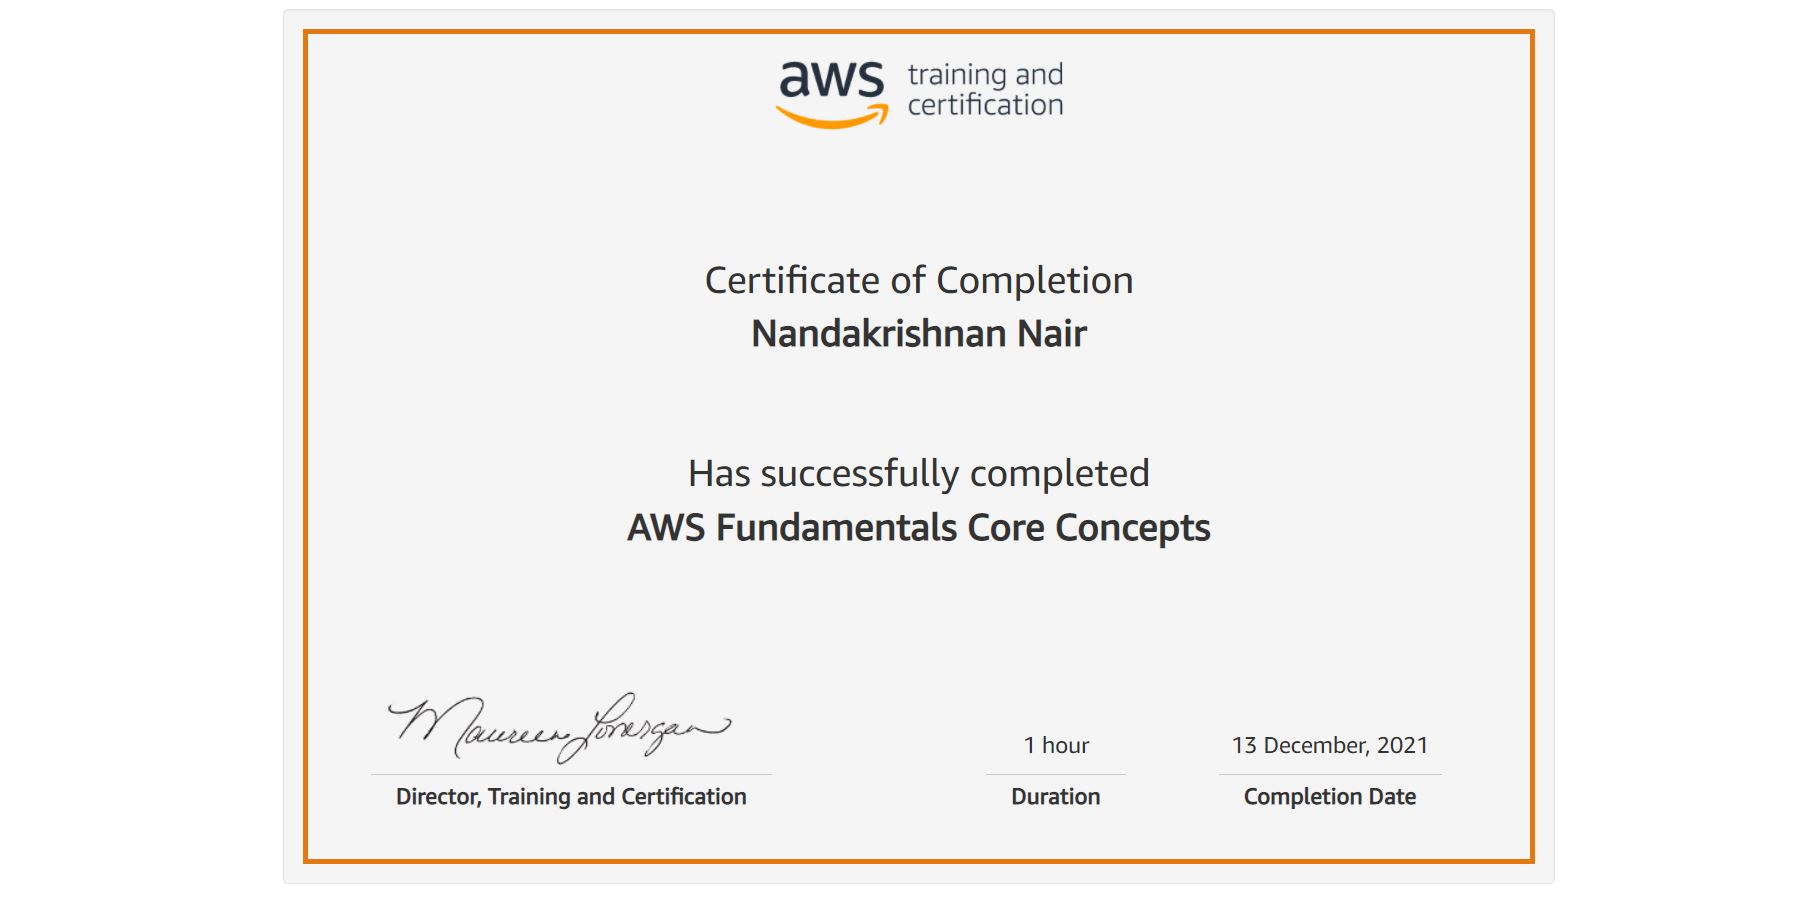 aws training and
certification
Certificate of Completion
Nandakrishnan Nair
Has successfully completed
AWS Fundamentals Core Concepts
Maureen Lonergan
Director, Training and Certification
1 hour
Duration
13 December, 2021
Completion Date